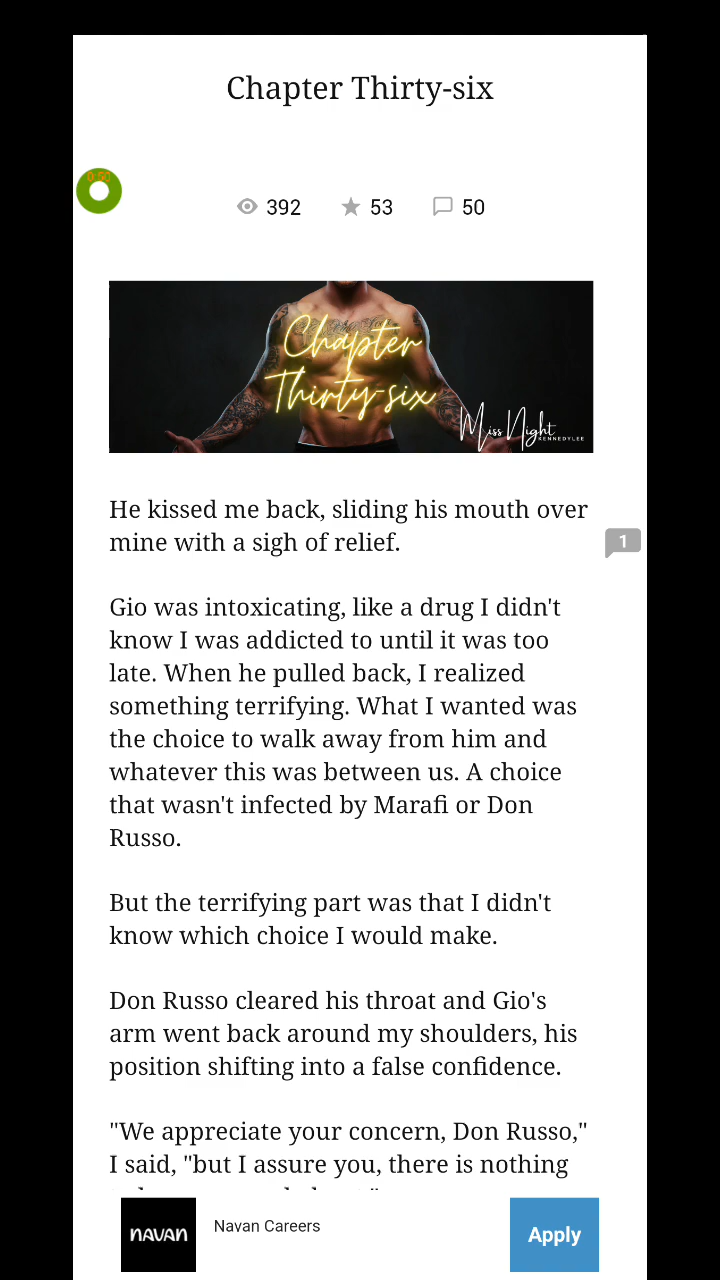 Chapter Thirty-six
0:50
392 53 50
Chapter
Thirty-six
Miss Night
KENNEDYLEE
He kissed me back, sliding his mouth over
mine with a sigh of relief.
1
Gio was intoxicating, like a drug I didn't
know I was addicted to until it was too
late. When he pulled back, I realized
something terrifying. What I wanted was
the choice to walk away from him and
whatever this was between us. A choice
that wasn't infected by Marafi or Don
Russo.
But the terrifying part was that I didn't
know which choice I would make.
Don Russo cleared his throat and Gio's
arm went back around my shoulders, his
position shifting into a false confidence.
"We appreciate your concern, Don Russo,"
I said, "but I assure you, there is nothing
NAVAN
Navan Careers
Apply